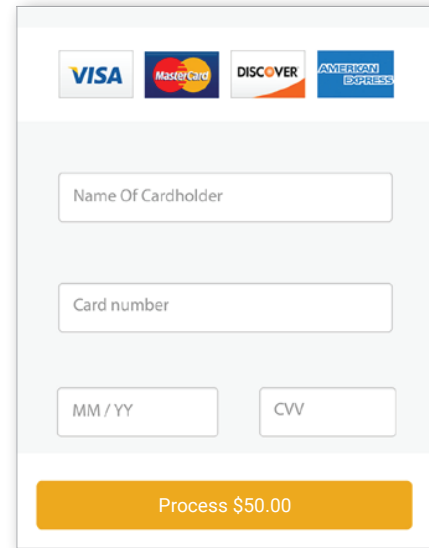 VISA MasterCard DISCOVER AMERICAN
EXPRESS
Name Of Cardholder
Card number
MM / YY CVV
Process $50.00